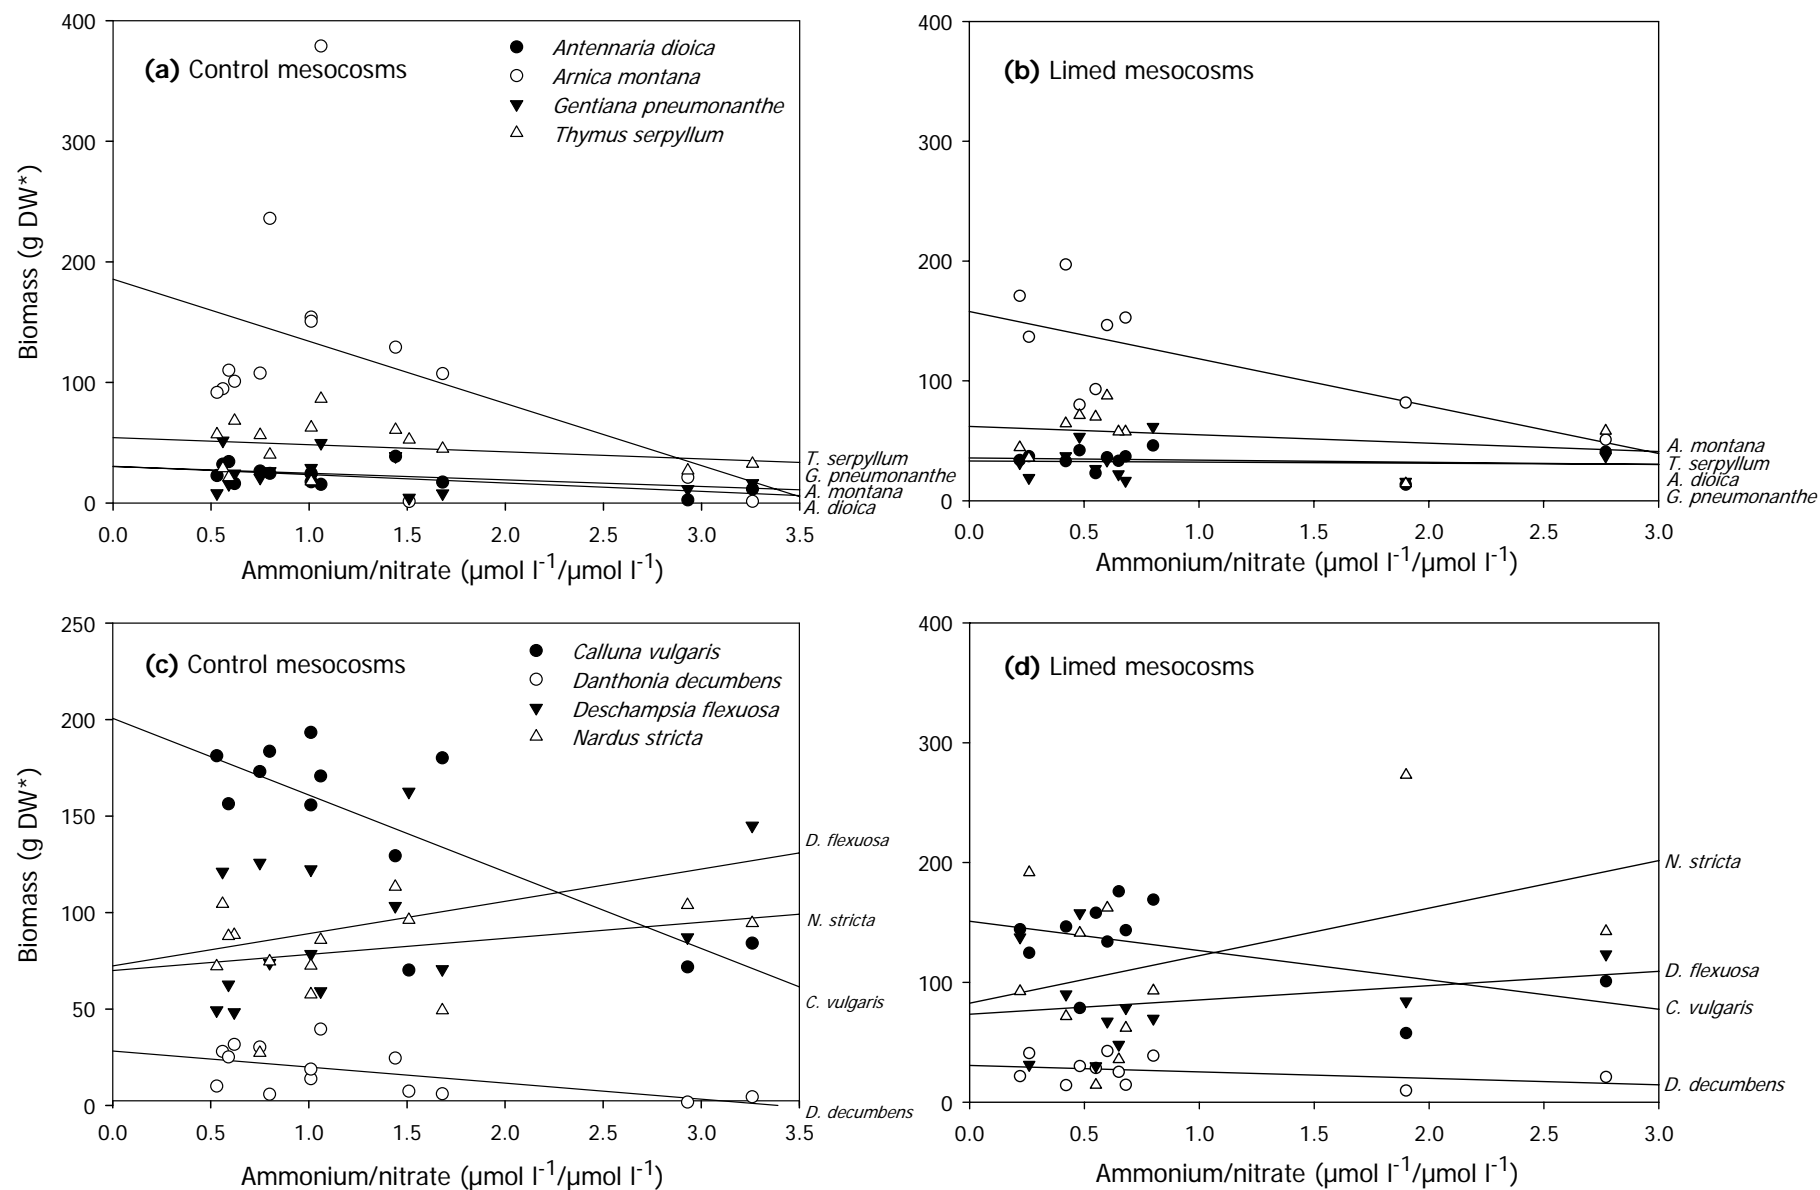 (a) Control mesocosms
Antennaria dioica
Arnica montana
Gentiana pneumonanthe
Thymus serpyllum
400
300
200
100
0
Biomass (g DW*)
T. serpyllum
G. pneumonanthe
A. montana
A. dioica
0.0 0.5 1.0 1.5 2.0 2.5 3.0 3.5
Ammonium/nitrate (µmol l-1/µmol l-1)
(b) Limed mesocosms
400
300
200
100
0
A. montana
T. serpyllum
A. dioica
G. pneumonanthe
0.0 0.5 1.0 1.5 2.0 2.5 3.0
Ammonium/nitrate (µmol l-1/µmol l-1)
(c) Control mesocosms
Calluna vulgaris
Danthonia decumbens
Deschampsia flexuosa
Nardus stricta
250
200
150
100
50
0
Biomass (g DW*)
D. flexuosa
N. stricta
C. vulgaris
D. decumbens
0.0 0.5 1.0 1.5 2.0 2.5 3.0 3.5
Ammonium/nitrate (µmol l-1/µmol l-1)
(d) Limed mesocosms
400
300
200
100
0
N. stricta
D. flexuosa
C. vulgaris
D. decumbens
0.0 0.5 1.0 1.5 2.0 2.5 3.0
Ammonium/nitrate (µmol l-1/µmol l-1)